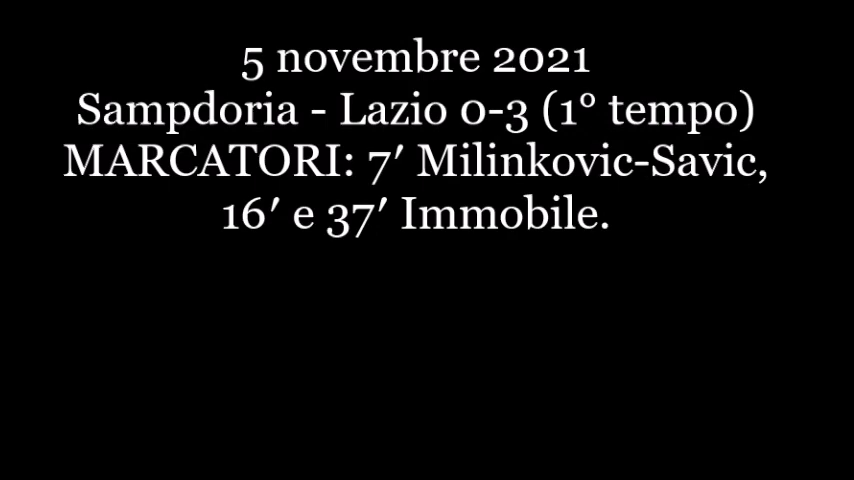 5 novembre 2021
Sampdoria - Lazio 0-3 (1° tempo)
MARCATORI: 7′ Milinkovic-Savic,
16′ e 37′ Immobile.